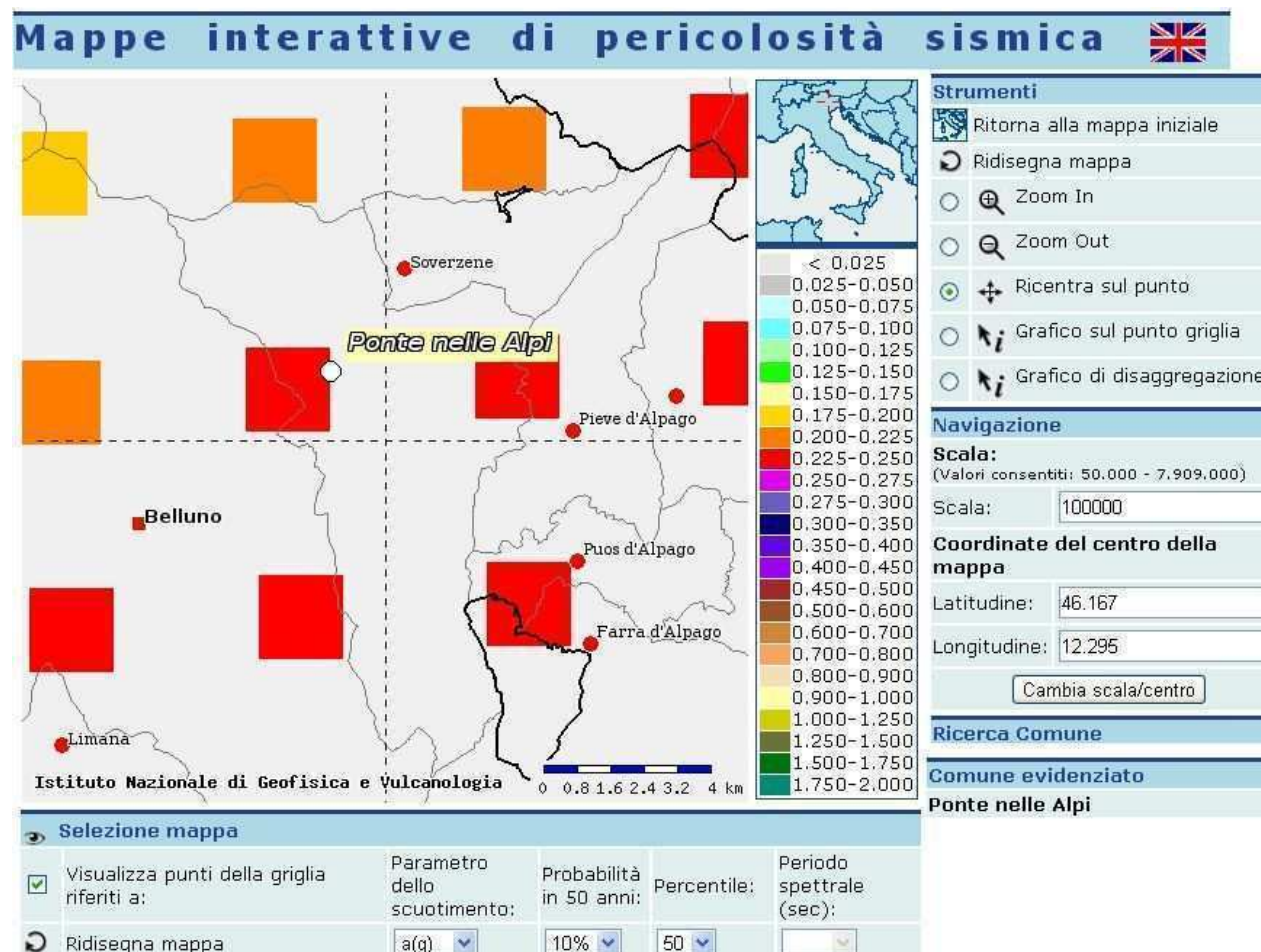 Mappe interattive di pericolosità sismica
Soverzene
Ponte nelle Alpi
Pieve d'Alpago
Belluno
Puos d'Alpago
Farra d'Alpago
Limana
Istituto Nazionale di Geofisica e Vulcanologia
0 0.8 1.6 2.4 3.2 4 km
< 0.025
0.025-0.050
0.050-0.075
0.075-0.100
0.100-0.125
0.125-0.150
0.150-0.175
0.175-0.200
0.200-0.225
0.225-0.250
0.250-0.275
0.275-0.300
0.300-0.350
0.350-0.400
0.400-0.450
0.450-0.500
0.500-0.600
0.600-0.700
0.700-0.800
0.800-0.900
0.900-1.000
1.000-1.250
1.250-1.500
1.500-1.750
1.750-2.000
Strumenti
Ritorna alla mappa iniziale
Ridisegna mappa
Zoom In
Zoom Out
Ricentra sul punto
i Grafico sul punto griglia
i Grafico di disaggregazione
Navigazione
Scala:
(Valori consentiti: 50.000 - 7.909.000)
Scala: 100000
Coordinate del centro della
mappa
Latitudine: 46.167
Longitudine: 12.295
Cambia scala/centro
Ricerca Comune
Comune evidenziato
Ponte nelle Alpi
Selezione mappa
Visualizza punti della griglia
riferiti a:
Parametro
dello
scuotimento:
Probabilità
in 50 anni:
Percentile:
Periodo
spettrale
(sec):
Ridisegna mappa
a(g)
10%
50